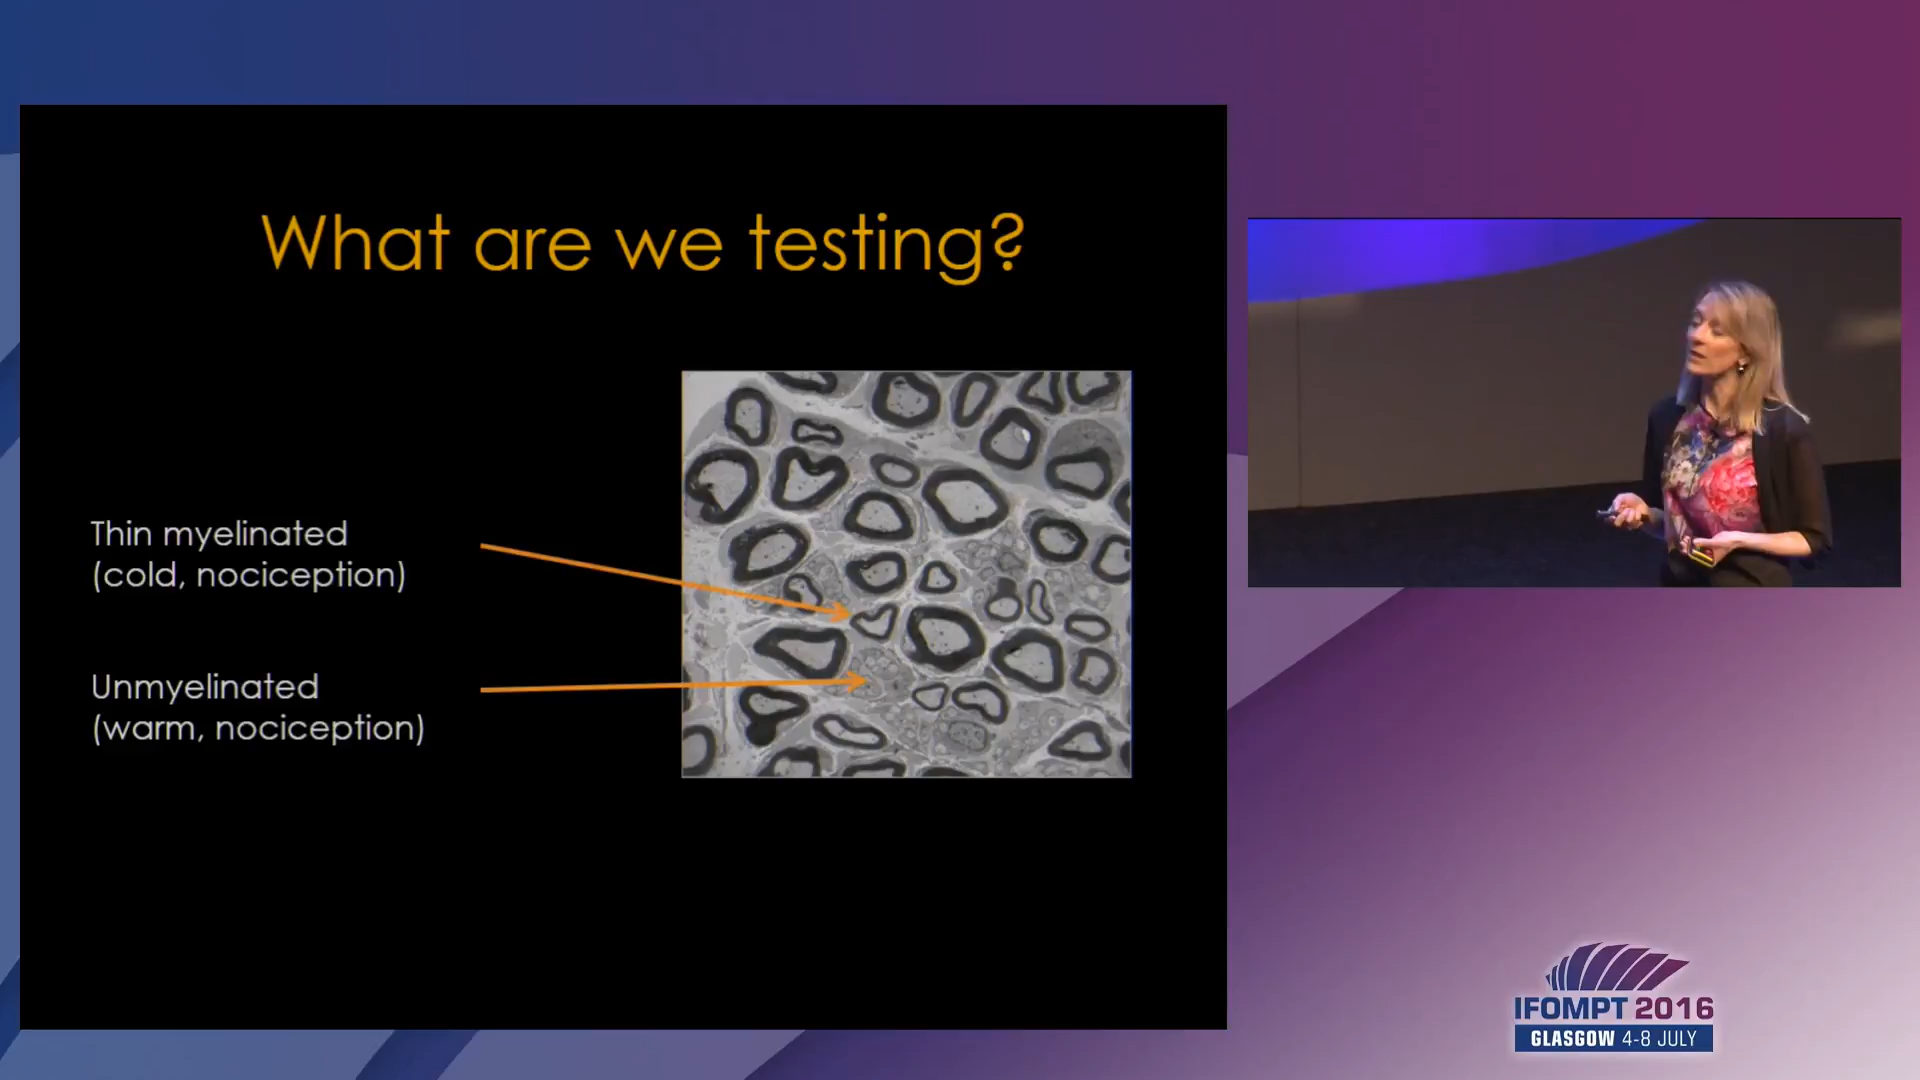 What are we testing?
Thin myelinated
(cold, nociception)
Unmyelinated
(warm, nociception)
IFOMPT 2016
GLASGOW 4-8 JULY